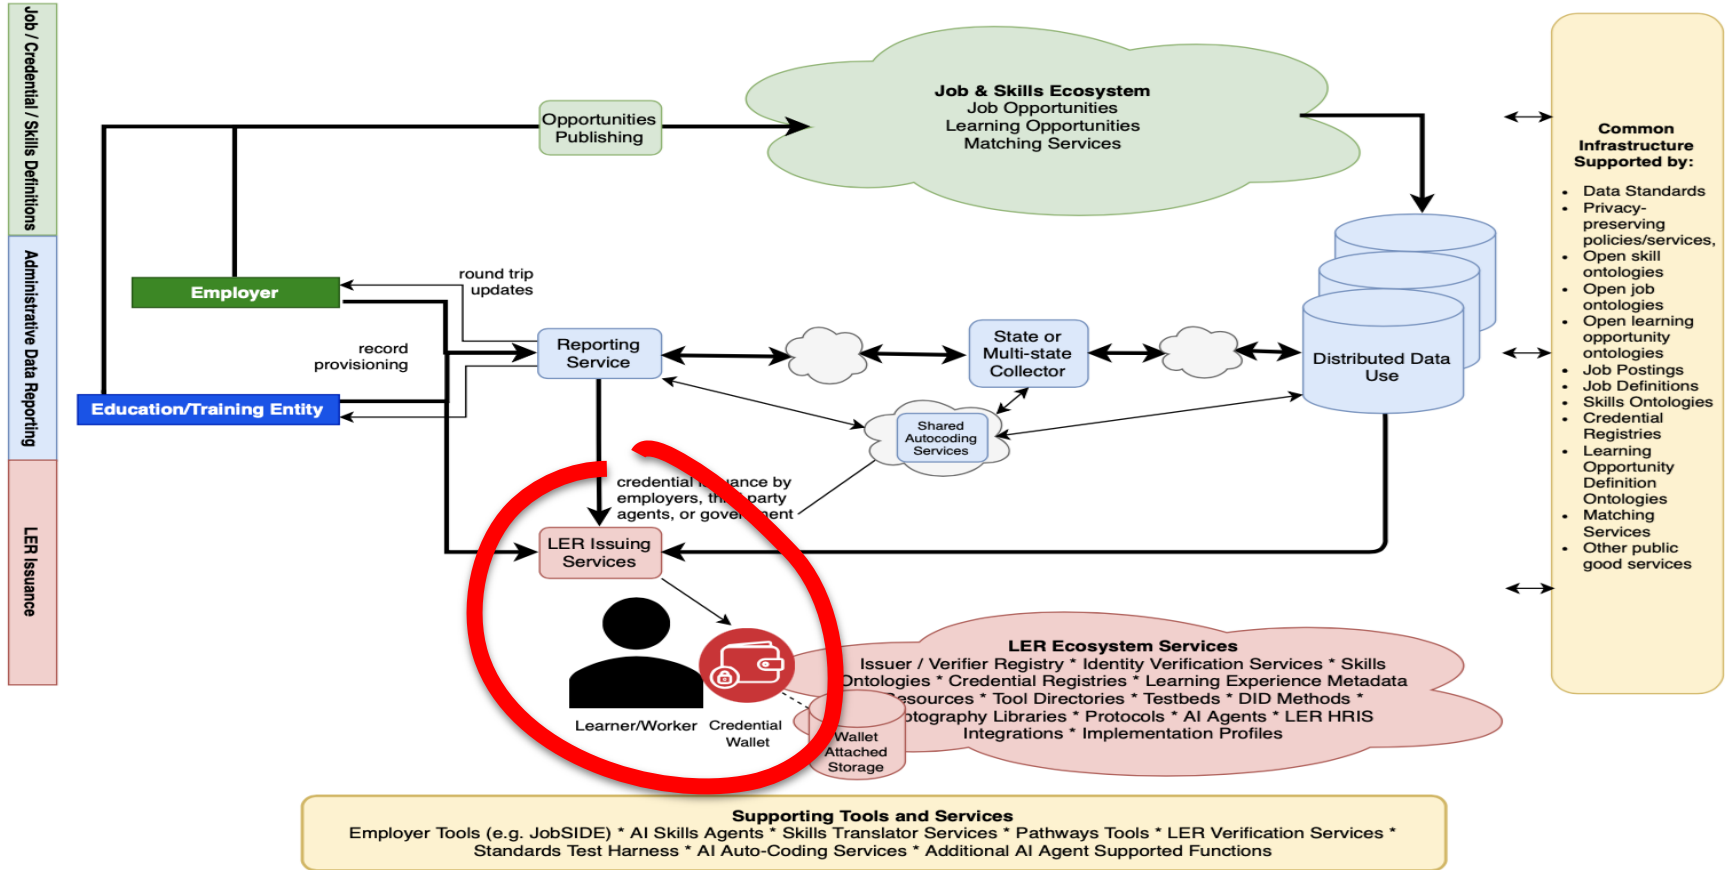 Job / Credential / Skills Definitions
Administrative Data Reporting
LER Issuance
Opportunities
Publishing
Job & Skills Ecosystem
Job Opportunities
Learning Opportunities
Matching Services
Employer
round trip
updates
record
provisioning
Education/Training Entity
Reporting
Service
State or
Multi-state
Collector
Shared
Autocoding
Services
Distributed Data
Use
credential issuance by
employers, third party
agents, or government
LER Issuing
Services
Learner/Worker
Credential
Wallet
Wallet
Attached
Storage
LER Ecosystem Services
Issuer / Verifier Registry * Identity Verification Services * Skills
Ontologies * Credential Registries * Learning Experience Metadata
* Tool Directories * Testbeds * DID Methods *
Libraries * Protocols * AI Agents * LER HRIS
Integrations * Implementation Profiles
Common
Infrastructure
Supported by:
• Data Standards
• Privacy-
preserving
policies/services,
• Open skill
ontologies
• Open job
ontologies
• Open learning
opportunity
ontologies
• Job Postings
• Job Definitions
• Skills Ontologies
• Credential
Registries
• Learning
Opportunity
Definition
Ontologies
• Matching
Services
• Other public
good services
Supporting Tools and Services
Employer Tools (e.g. JobSIDE) * AI Skills Agents * Skills Translator Services * Pathways Tools * LER Verification Services *
Standards Test Harness * AI Auto-Coding Services * Additional AI Agent Supported Functions